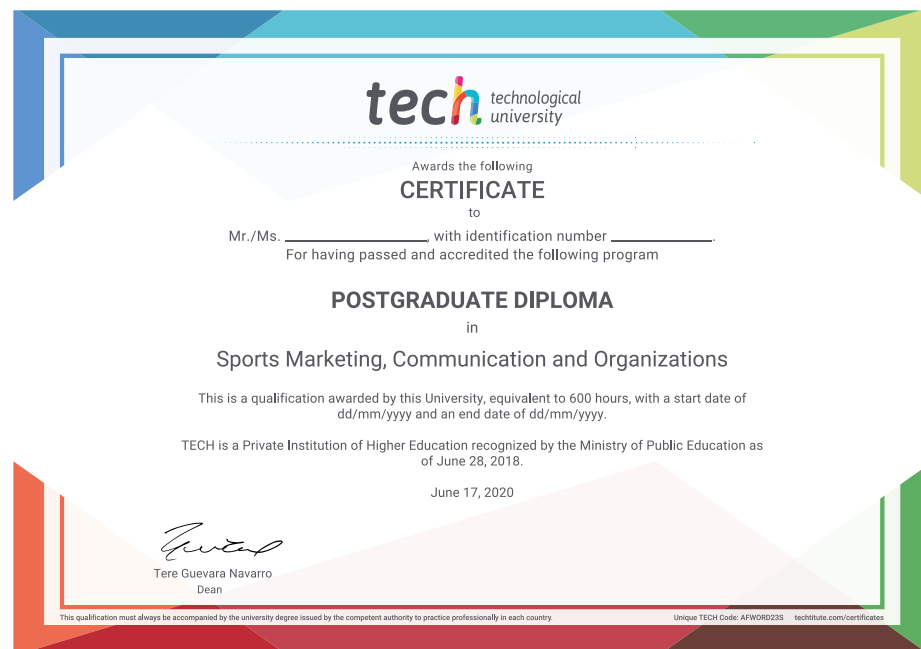 tech technological
university
Awards the following
CERTIFICATE
to
Mr./Ms. ____________, with identification number ____________.
For having passed and accredited the following program
POSTGRADUATE DIPLOMA
in
Sports Marketing, Communication and Organizations
This is a qualification awarded by this University, equivalent to 600 hours, with a start date of
dd/mm/yyyy and an end date of dd/mm/yyyy.
TECH is a Private Institution of Higher Education recognized by the Ministry of Public Education as
of June 28, 2018.
June 17, 2020
Tere Guevara Navarro
Dean
This qualification must always be accompanied by the university degree issued by the competent authority to practice professionally in each country. Unique TECH Code: AFWORD23S techtitute.com/certificates